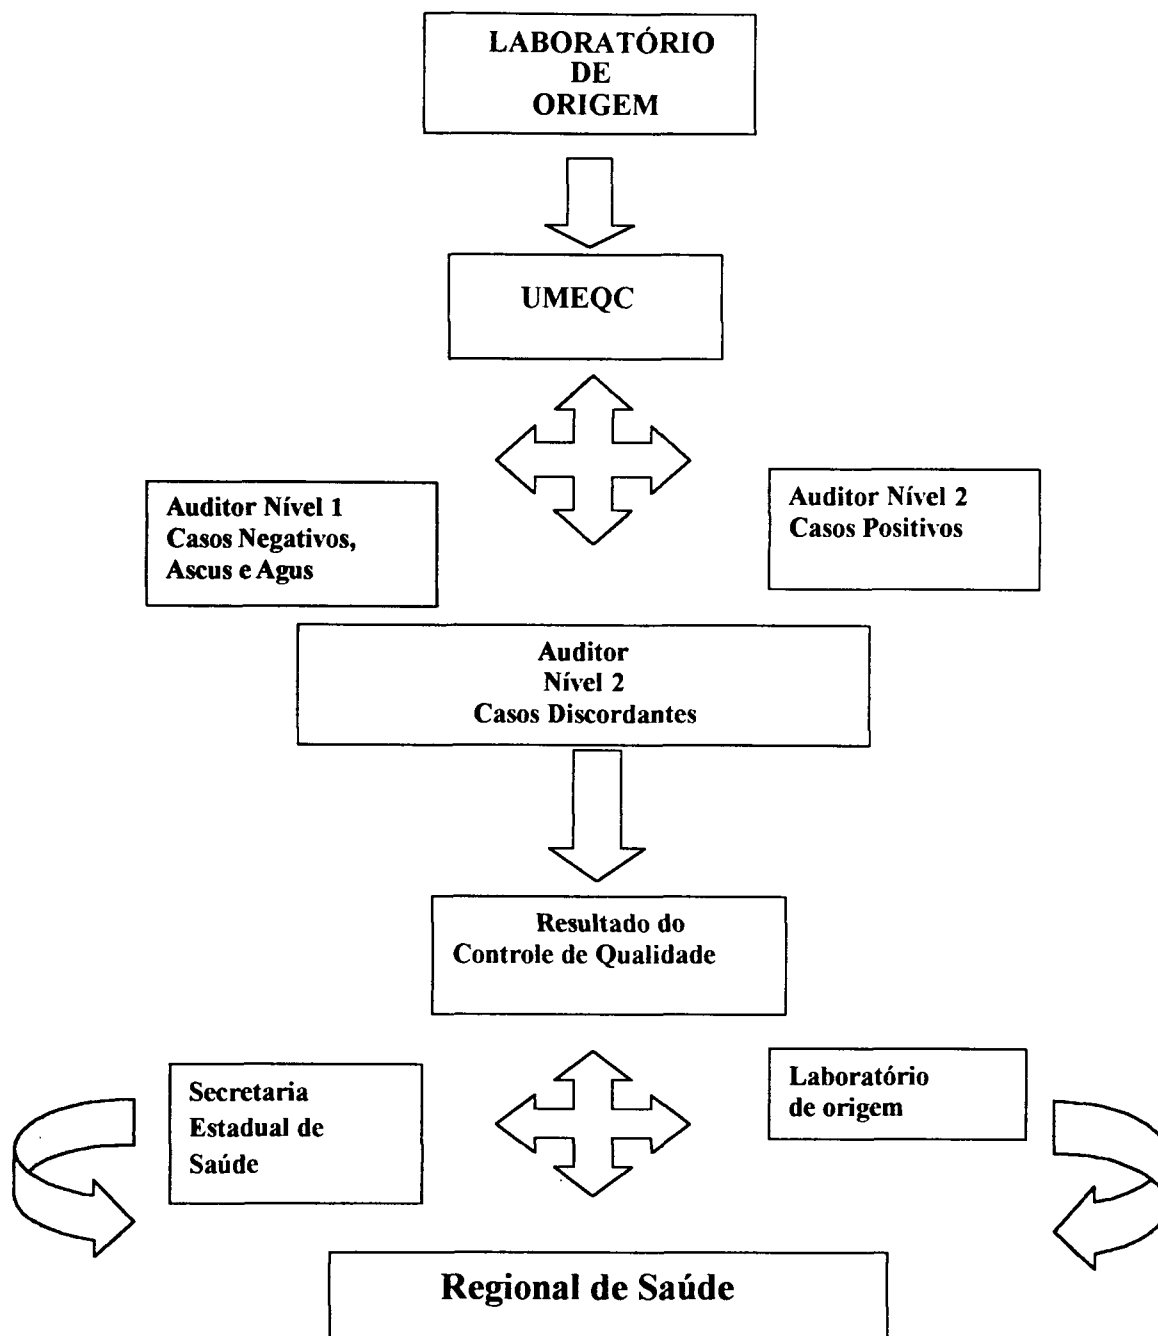 LABORATÓRIO
DE
ORIGEM
UMEQC
Auditor Nível 1
Casos Negativos,
Ascus e Agus
Auditor Nível 2
Casos Positivos
Auditor
Nível 2
Casos Discordantes
Resultado do
Controle de Qualidade
Secretaria
Estadual de
Saúde
Laboratório
de origem
Regional de Saúde